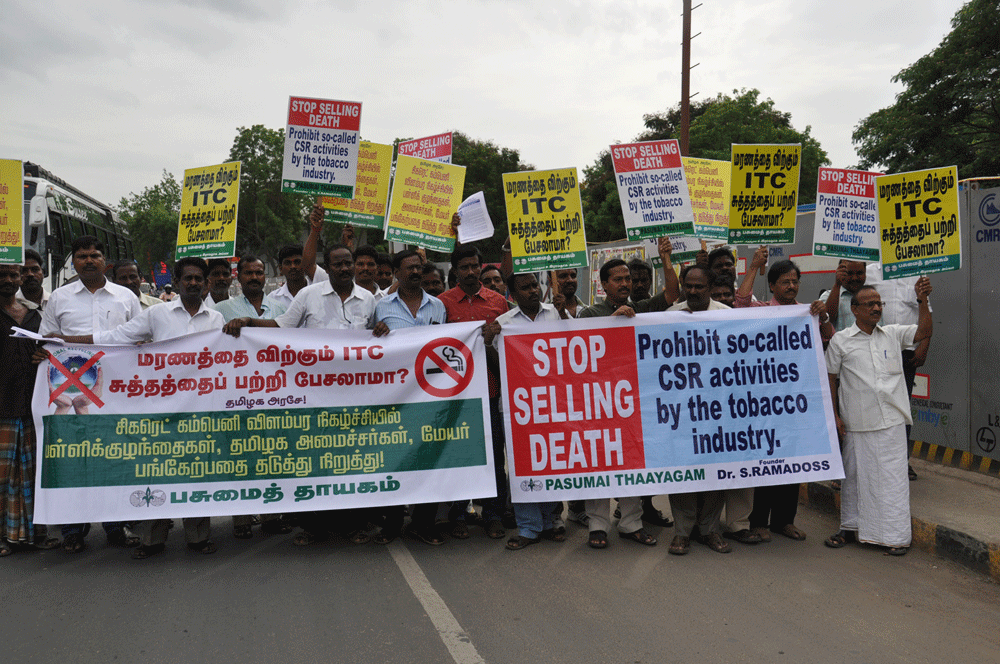 STOP SELLING
DEATH
Prohibit so-called
CSR activities
by the tobacco
industry.
PASUMAI THAAYAGAM
STOP SELLING
DEATH
மரணத்தை விற்கும்
ITC
சுத்தத்தைப் பற்றி
பேசலாமா?
பசுமைத் தாயகம்
மரணத்தை விற்கும்
ITC
சுத்தத்தைப் பற்றி
பேசலாமா?
STOP SELLING
DEATH
Prohibit so-called
CSR activities
by the tobacco
industry.
மரணத்தை விற்கும்
ITC
சுத்தத்தைப் பற்றி
பேசலாமா?
STOP SELLING
DEATH
Prohibit so-called
CSR activities
by the tobacco
industry.
மரணத்தை விற்கும்
ITC
சுத்தத்தைப் பற்றி
பேசலாமா?
CMR
மரணத்தை விற்கும் ITC
சுத்தத்தைப் பற்றி பேசலாமா?
தமிழக அரசே!
சிகரெட் கம்பெனி விளம்பர நிகழ்ச்சியில்
பள்ளிக்குழந்தைகள், தமிழக அமைச்சர்கள், மேயர்
பங்கேற்பதை தடுத்து நிறுத்து!
பசுமைத் தாயகம்
STOP
SELLING
DEATH
Prohibit so-called
CSR activities
by the tobacco
industry.
PASUMAI THAAYAGAM
Founder
Dr. S.RAMADOSS